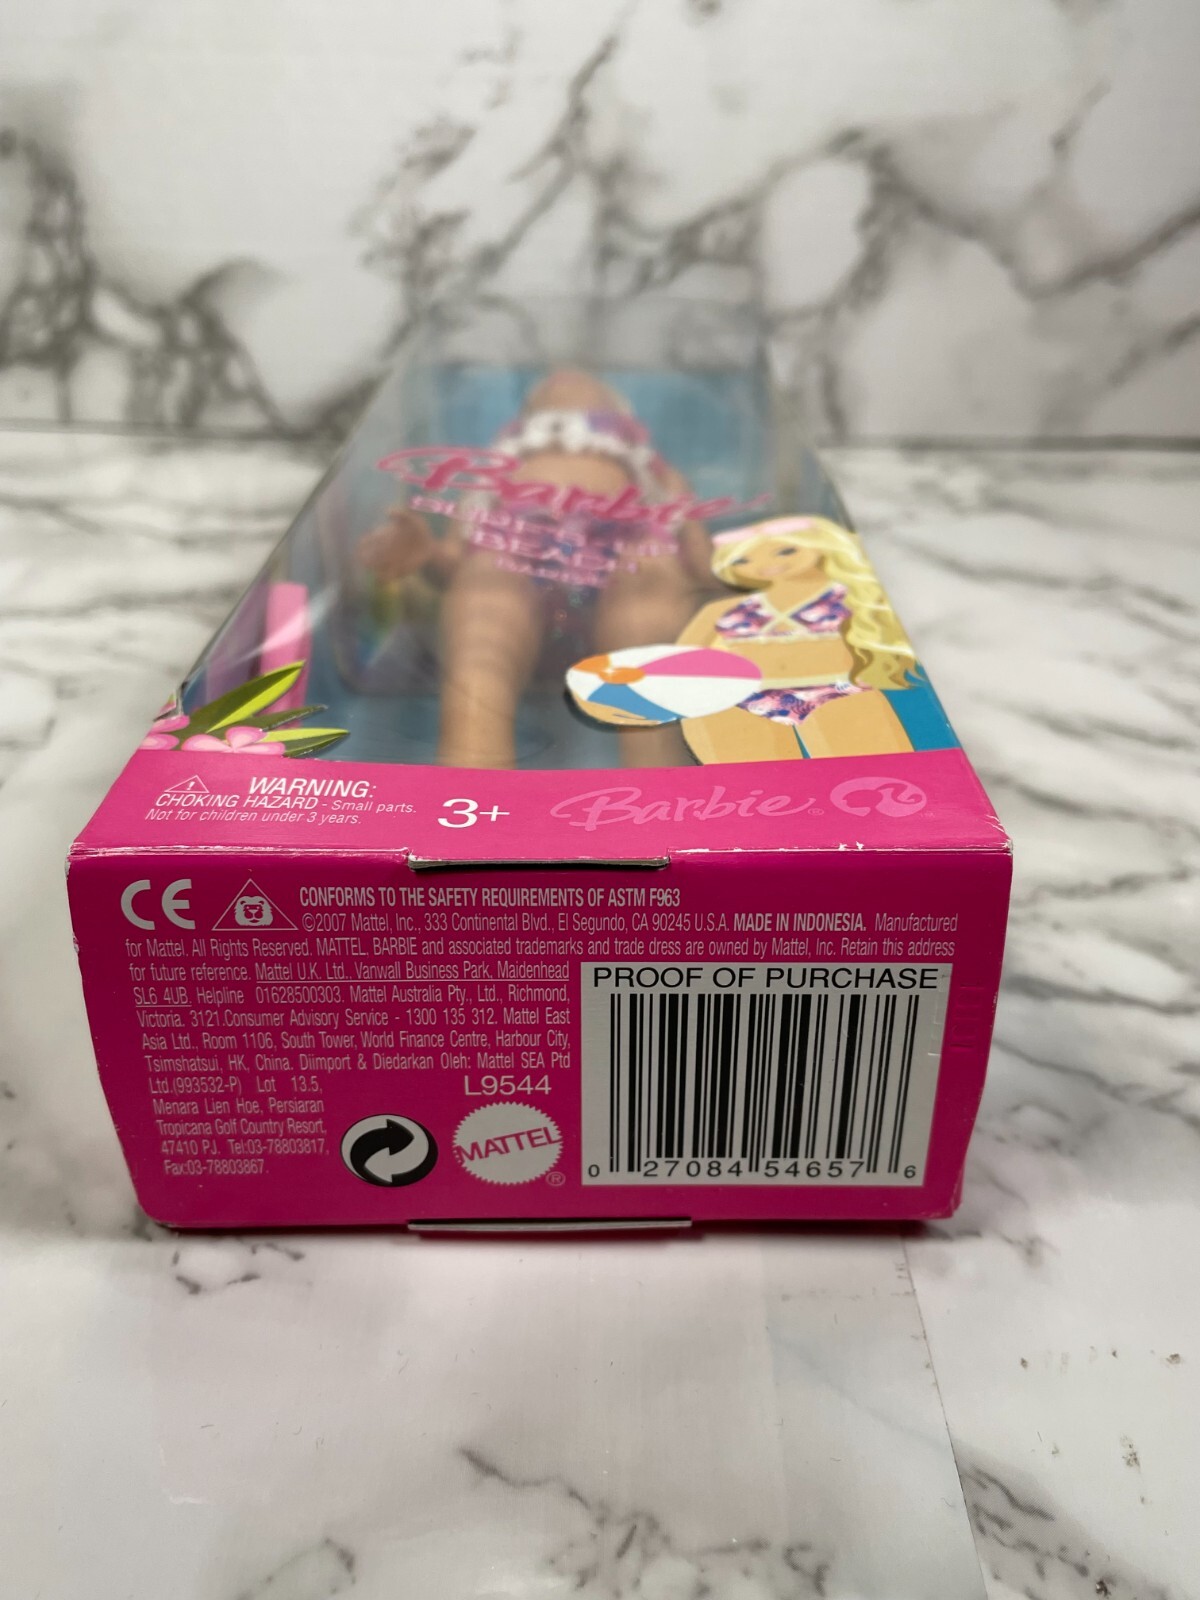 Barbie
BEACH
WARNING:
CHOKING HAZARD - Small parts.
Not for children under 3 years.
3+
Barbie®
CE
CONFORMS TO THE SAFETY REQUIREMENTS OF ASTM F963
©2007 Mattel, Inc., 333 Continental Blvd., El Segundo, CA 90245 U.S.A. MADE IN INDONESIA. Manufactured
for Mattel. All Rights Reserved. MATTEL, BARBIE and associated trademarks and trade dress are owned by Mattel, Inc. Retain this address
for future reference. Mattel U.K. Ltd., Vanwall Business Park, Maidenhead
SL6 4UB. Helpline 01628500303. Mattel Australia Pty., Ltd., Richmond,
Victoria. 3121.Consumer Advisory Service - 1300 135 312. Mattel East
Asia Ltd., Room 1106, South Tower, World Finance Centre, Harbour City,
Tsimshatsui, HK, China. Diimport & Diedarkan Oleh: Mattel SEA Ptd
Ltd.(993532-P) Lot 13.5,
Menara Lien Hoe, Persiaran
Tropicana Golf Country Resort,
47410 PJ. Tel:03-78803817,
Fax:03-78803867.
L9544
MATTEL®
PROOF OF PURCHASE
0 27084 54657 6